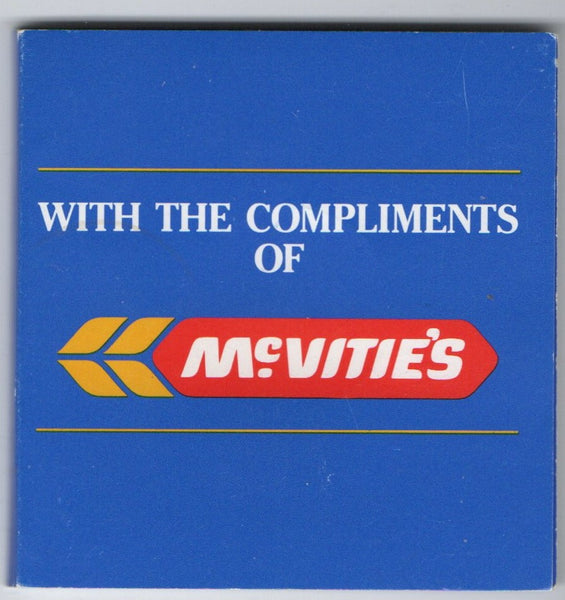 WITH THE COMPLIMENTS
OF
McVITIE'S